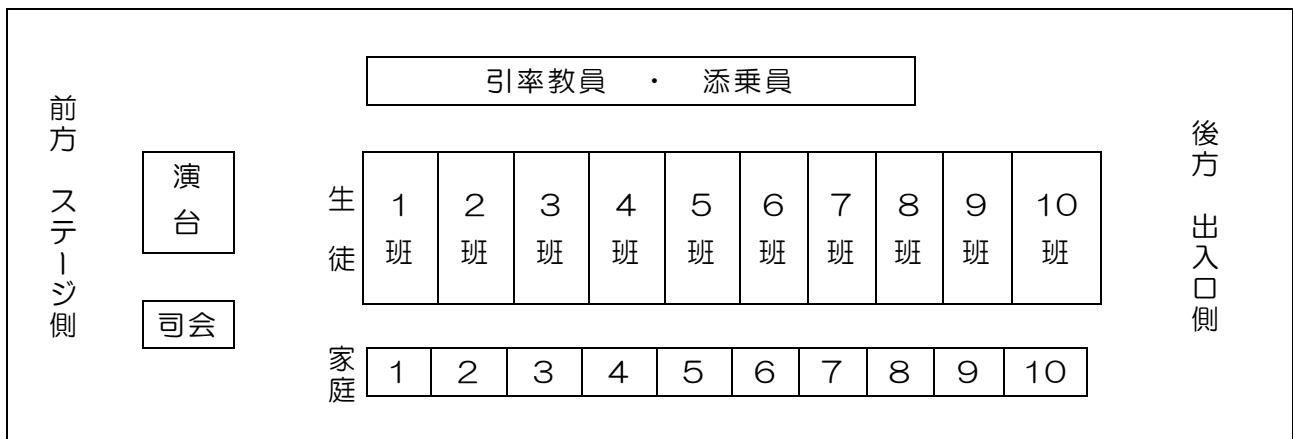 引率教員 ・ 添乗員
前方 ステージ側
演台
司会
生徒
1班 2班 3班 4班 5班 6班 7班 8班 9班 10班
家庭
1 2 3 4 5 6 7 8 9 10
後方 出入口側